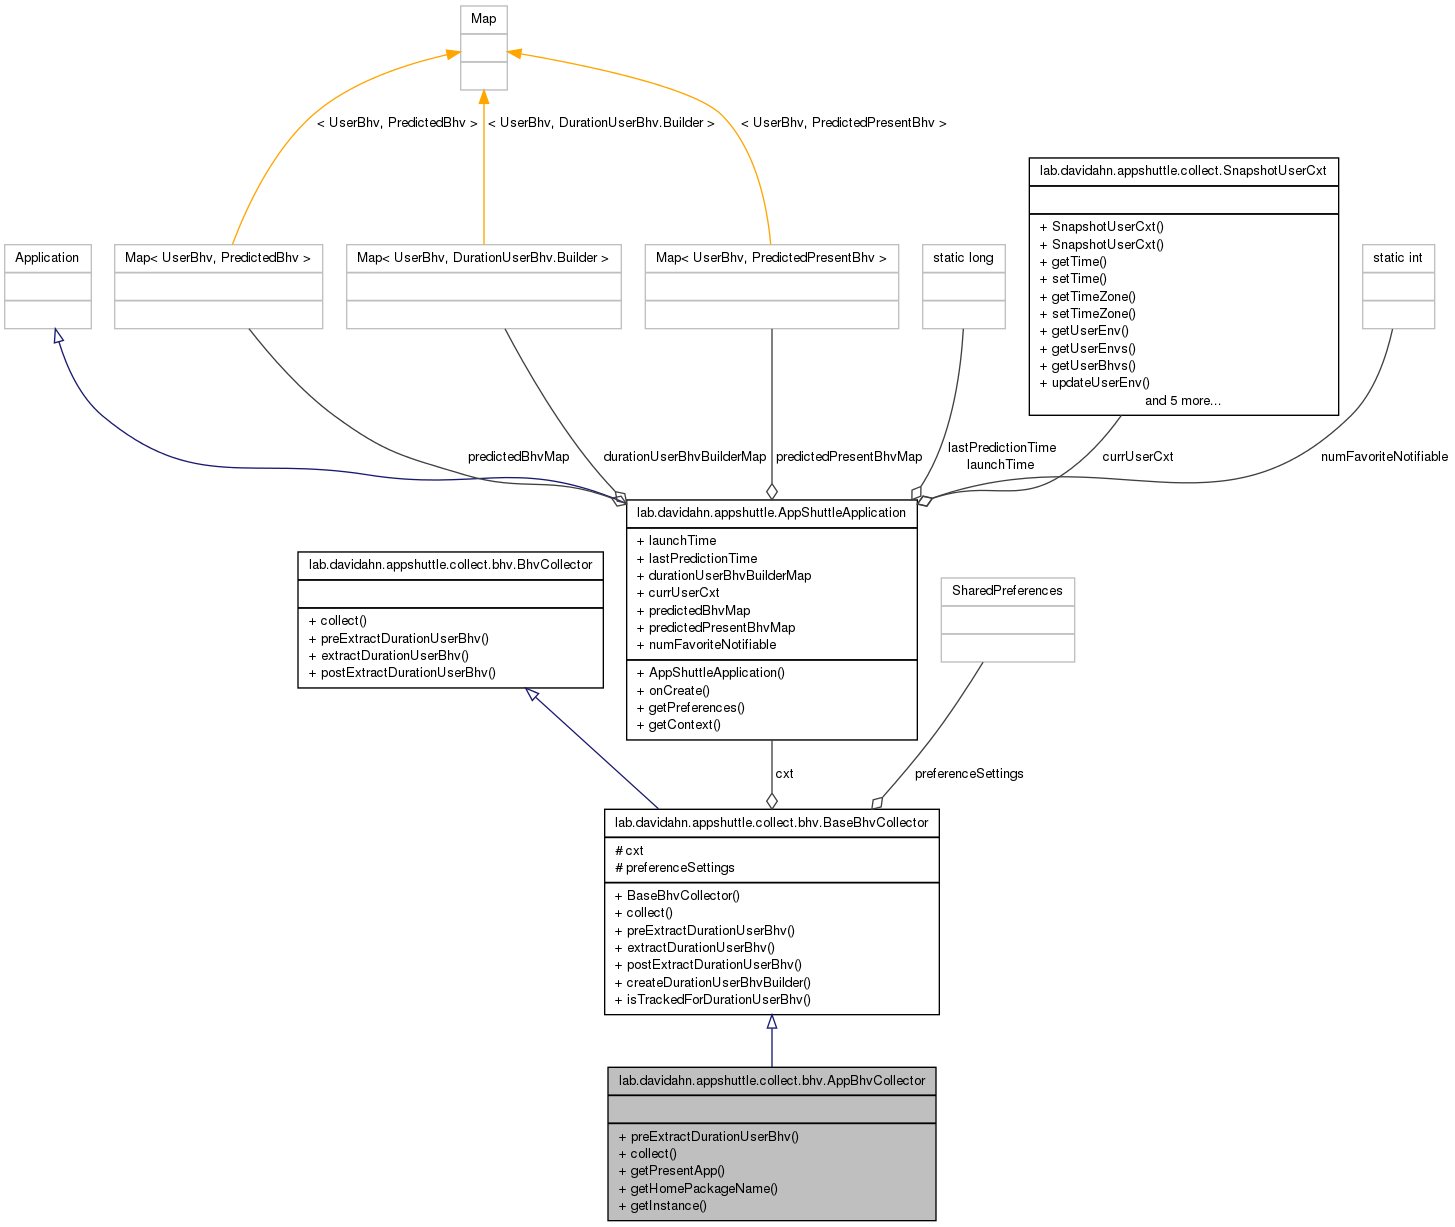 Map
< UserBhv, PredictedBhv >
< UserBhv, DurationUserBhv.Builder >
< UserBhv, PredictedPresentBhv >
lab.davidahn.appshuttle.collect.SnapshotUserCxt
+ SnapshotUserCxt()
+ SnapshotUserCxt()
+ getTime()
+ setTime()
+ getTimeZone()
+ setTimeZone()
+ getUserEnv()
+ getUserEnvs()
+ getUserBhvs()
+ updateUserEnv()
and 5 more...
Application
Map< UserBhv, PredictedBhv >
Map< UserBhv, DurationUserBhv.Builder >
Map< UserBhv, PredictedPresentBhv >
static long
static int
predictedBhvMap
durationUserBhvBuilderMap
predictedPresentBhvMap
lastPredictionTime
launchTime
currUserCxt
numFavoriteNotifiable
lab.davidahn.appshuttle.AppShuttleApplication
+ launchTime
+ lastPredictionTime
+ durationUserBhvBuilderMap
+ currUserCxt
+ predictedBhvMap
+ predictedPresentBhvMap
+ numFavoriteNotifiable
+ AppShuttleApplication()
+ onCreate()
+ getPreferences()
+ getContext()
lab.davidahn.appshuttle.collect.bhv.BhvCollector
+ collect()
+ preExtractDurationUserBhv()
+ extractDurationUserBhv()
+ postExtractDurationUserBhv()
SharedPreferences
cxt
preferenceSettings
lab.davidahn.appshuttle.collect.bhv.BaseBhvCollector
# cxt
# preferenceSettings
+ BaseBhvCollector()
+ collect()
+ preExtractDurationUserBhv()
+ extractDurationUserBhv()
+ postExtractDurationUserBhv()
+ createDurationUserBhvBuilder()
+ isTrackedForDurationUserBhv()
lab.davidahn.appshuttle.collect.bhv.AppBhvCollector
+ preExtractDurationUserBhv()
+ collect()
+ getPresentApp()
+ getHomePackageName()
+ getInstance()